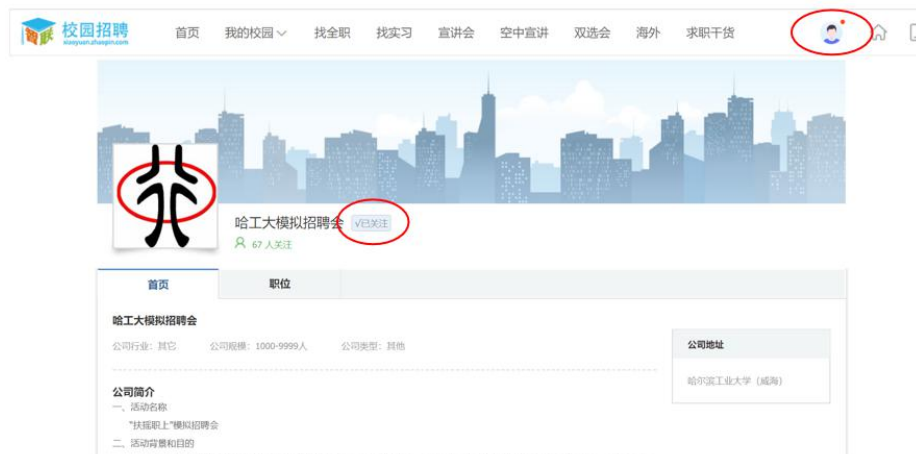 校园招聘
xiaoyuan.zhaopin.com
首页 我的校园 找全职 找实习 宣讲会 空中宣讲 双选会 海外 求职干货
哈工大模拟招聘会 √已关注
67 人关注
首页 职位
哈工大模拟招聘会
公司行业：其它 公司规模：1000-9999人 公司类型：其他
公司地址
哈尔滨工业大学（威海）
公司简介
一、活动名称
"扶摇职上"模拟招聘会
二、活动背景和目的